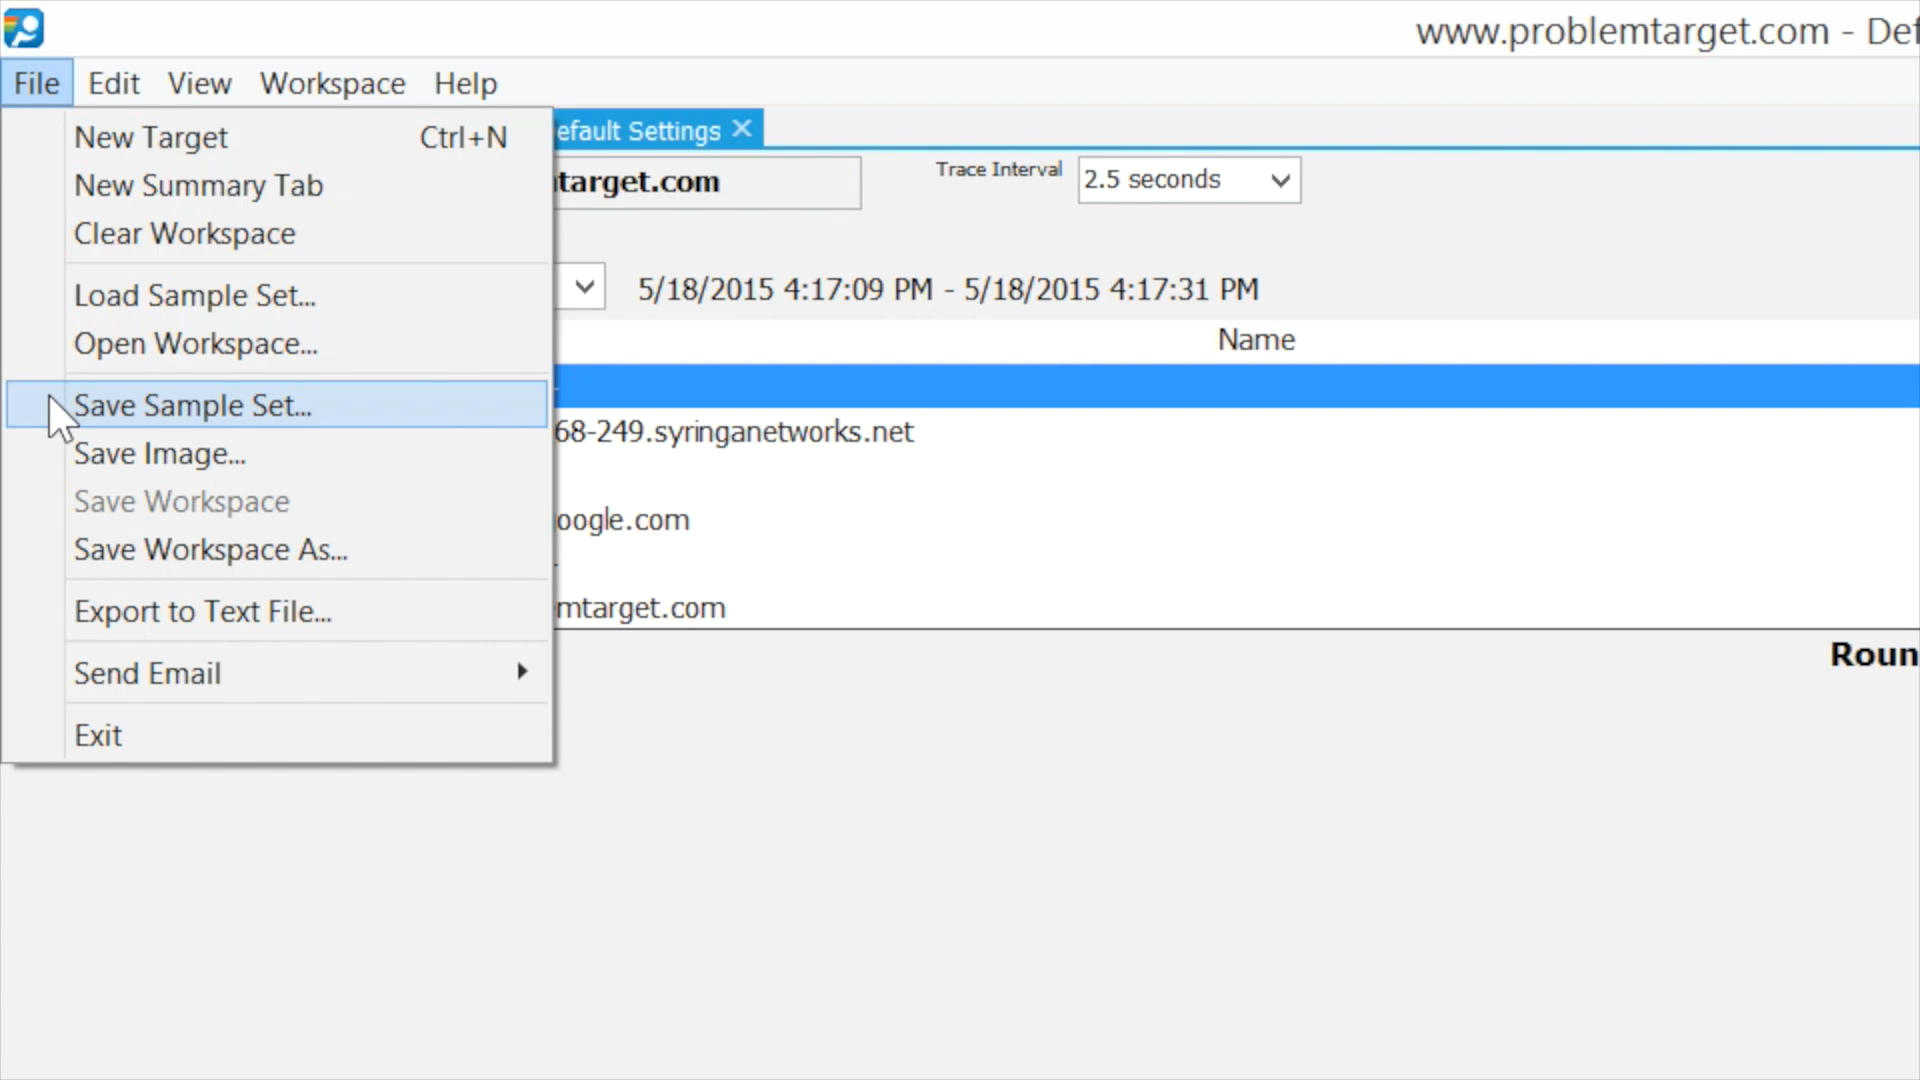 www.problemtarget.com - Def
File Edit View Workspace Help
New Target Ctrl+N
New Summary Tab
Clear Workspace
Load Sample Set...
Open Workspace...
Save Sample Set...
Save Image...
Save Workspace
Save Workspace As...
Export to Text File...
Send Email
Exit
efault Settings
target.com
Trace Interval 2.5 seconds
5/18/2015 4:17:09 PM - 5/18/2015 4:17:31 PM
Name
-
68-249.syringanetworks.net
oogle.com
-
mtarget.com
Roun